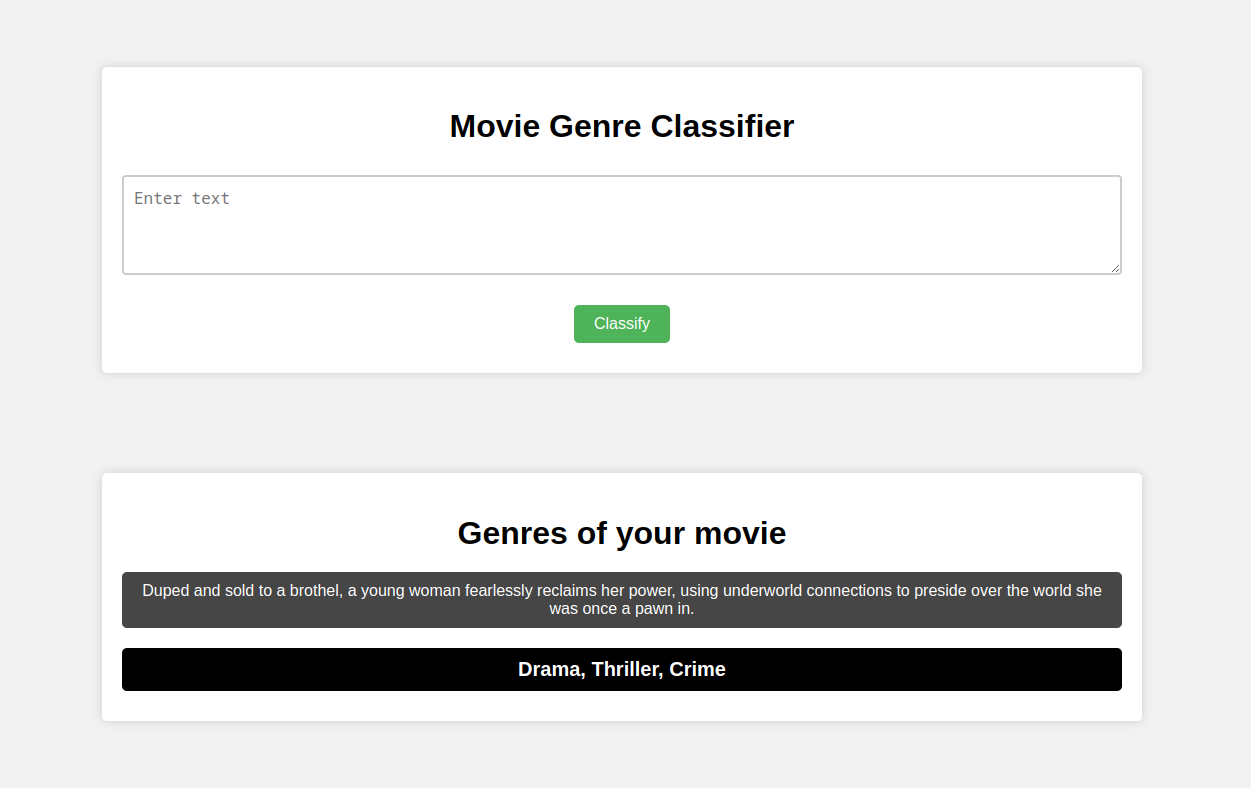 Movie Genre Classifier
Enter text
Classify
Genres of your movie
Duped and sold to a brothel, a young woman fearlessly reclaims her power, using underworld connections to preside over the world she
was once a pawn in.
Drama, Thriller, Crime